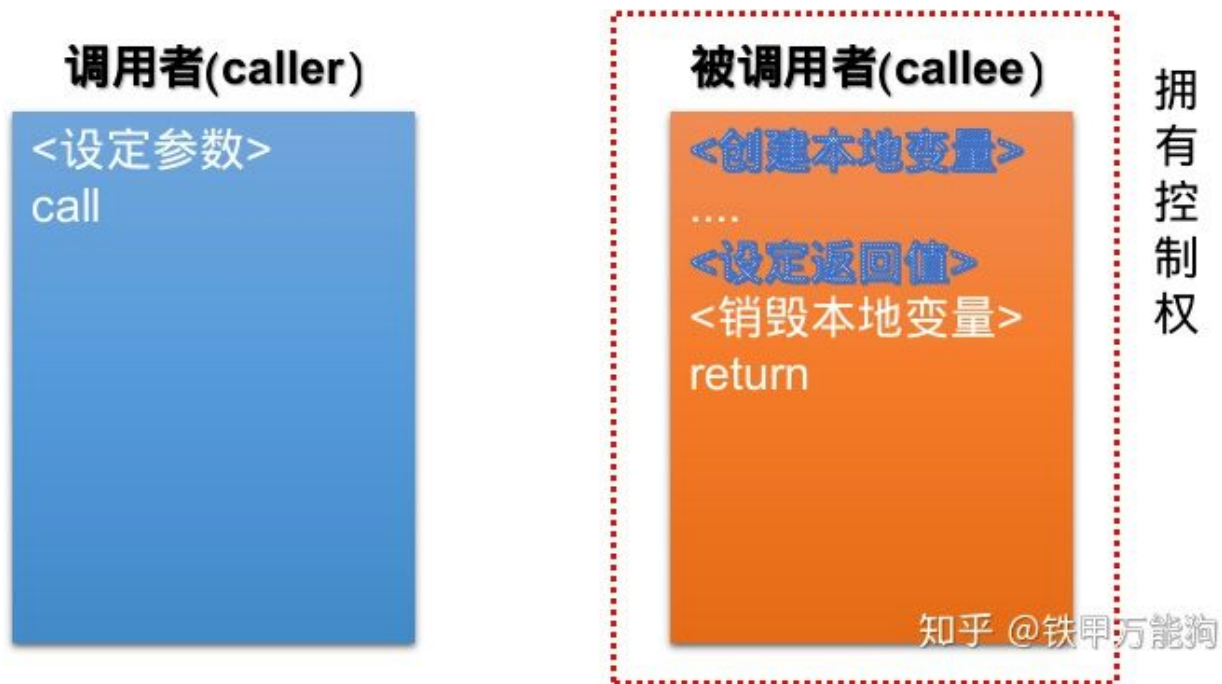 调用者(caller)
<设定参数>
call
被调用者(callee)
<创建本地变量>
....
<设定返回值>
<销毁本地变量>
return
拥有控制权
知乎 @铁甲万能狗